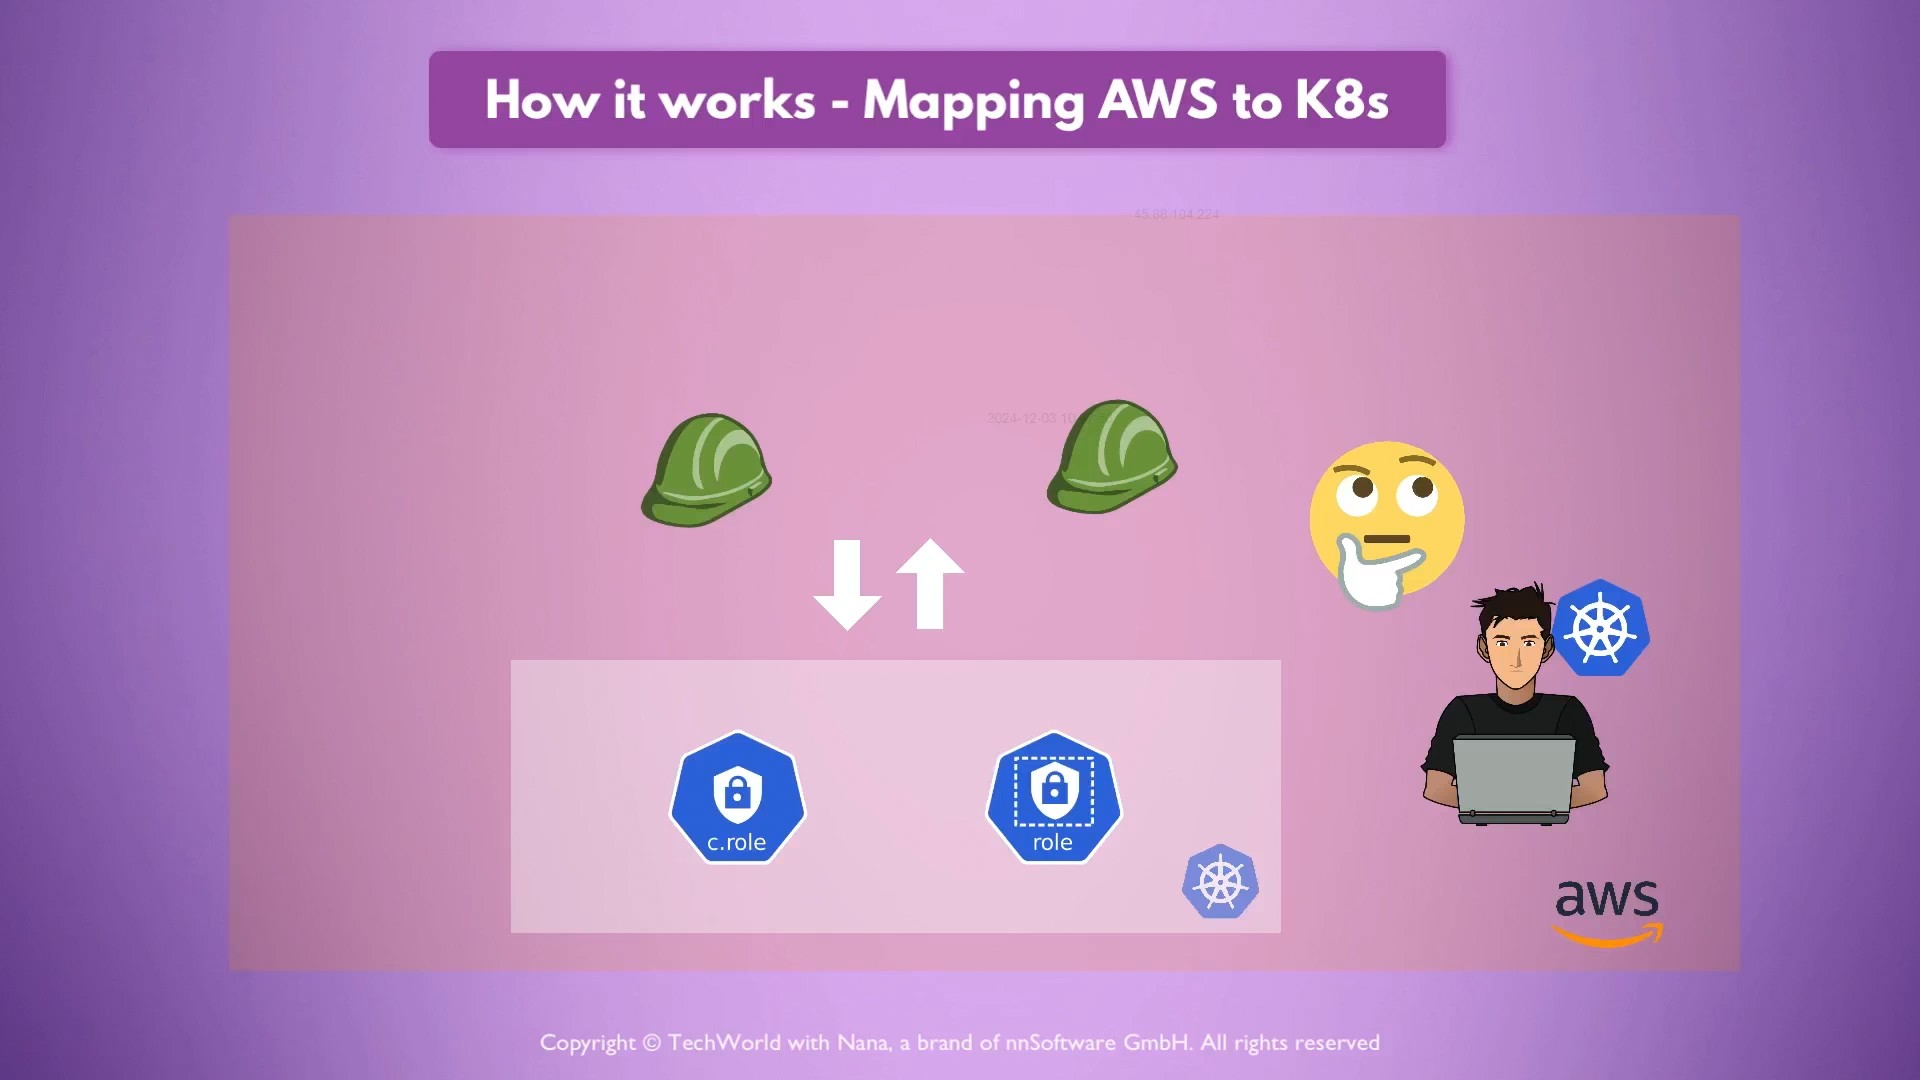 How it works - Mapping AWS to K8s
45.88.104.224
2024-12-03 10
c.role
role
aws
Copyright © TechWorld with Nana, a brand of nnSoftware GmbH. All rights reserved